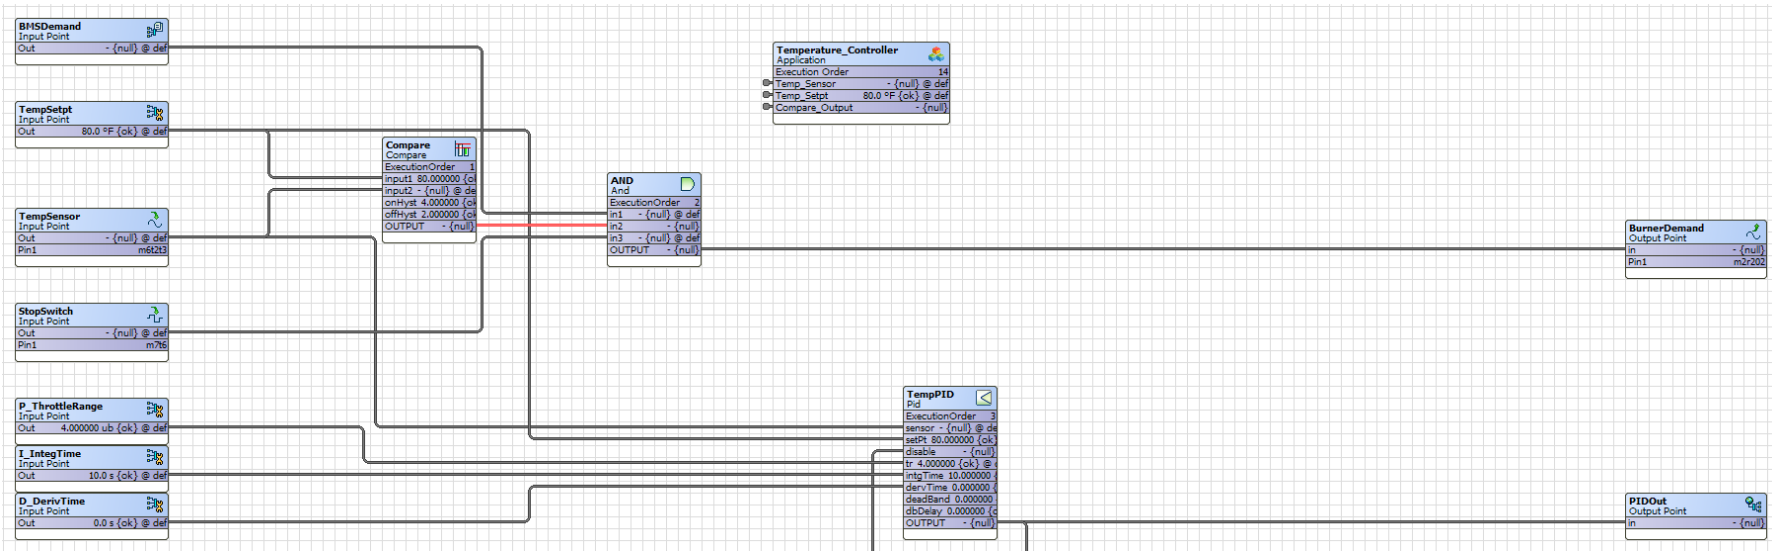 BMSDemand
Input Point
Out - {null} @ def
TempSetpt
Input Point
Out 80.0 °F {ok} @ def
TempSensor
Input Point
Out - {null} @ def
Pin1 m6t2t3
StopSwitch
Input Point
Out - {null} @ def
Pin1 m7t6
P_ThrottleRange
Input Point
Out 4.000000 ub {ok} @ def
I_IntegTime
Input Point
Out 10.0 s {ok} @ def
D_DerivTime
Input Point
Out 0.0 s {ok} @ def
Compare
Compare
ExecutionOrder 1
input1 80.000000 {ok
input2 - {null} @ de
onHyst 4.000000 {ok
offHyst 2.000000 {ok
OUTPUT - {null}
AND
And
ExecutionOrder 2
in1 - {null} @ def
in2 - {null}
in3 - {null} @ def
OUTPUT - {null}
Temperature_Controller
Application
Execution Order 14
Temp_Sensor - {null} @ def
Temp_Setpt 80.0 °F {ok} @ def
Compare_Output - {null}
TempPID
Pid
ExecutionOrder 3
sensor - {null} @ de
setPt 80.000000 {ok}
disable - {null}
tr 4.000000 {ok} @
intgTime 10.000000 {
dervTime 0.000000 {
deadBand 0.000000
dbDelay 0.000000 {o
OUTPUT - {null}
BurnerDemand
Output Point
in - {null}
Pin1 m2r202
PIDOut
Output Point
in - {null}